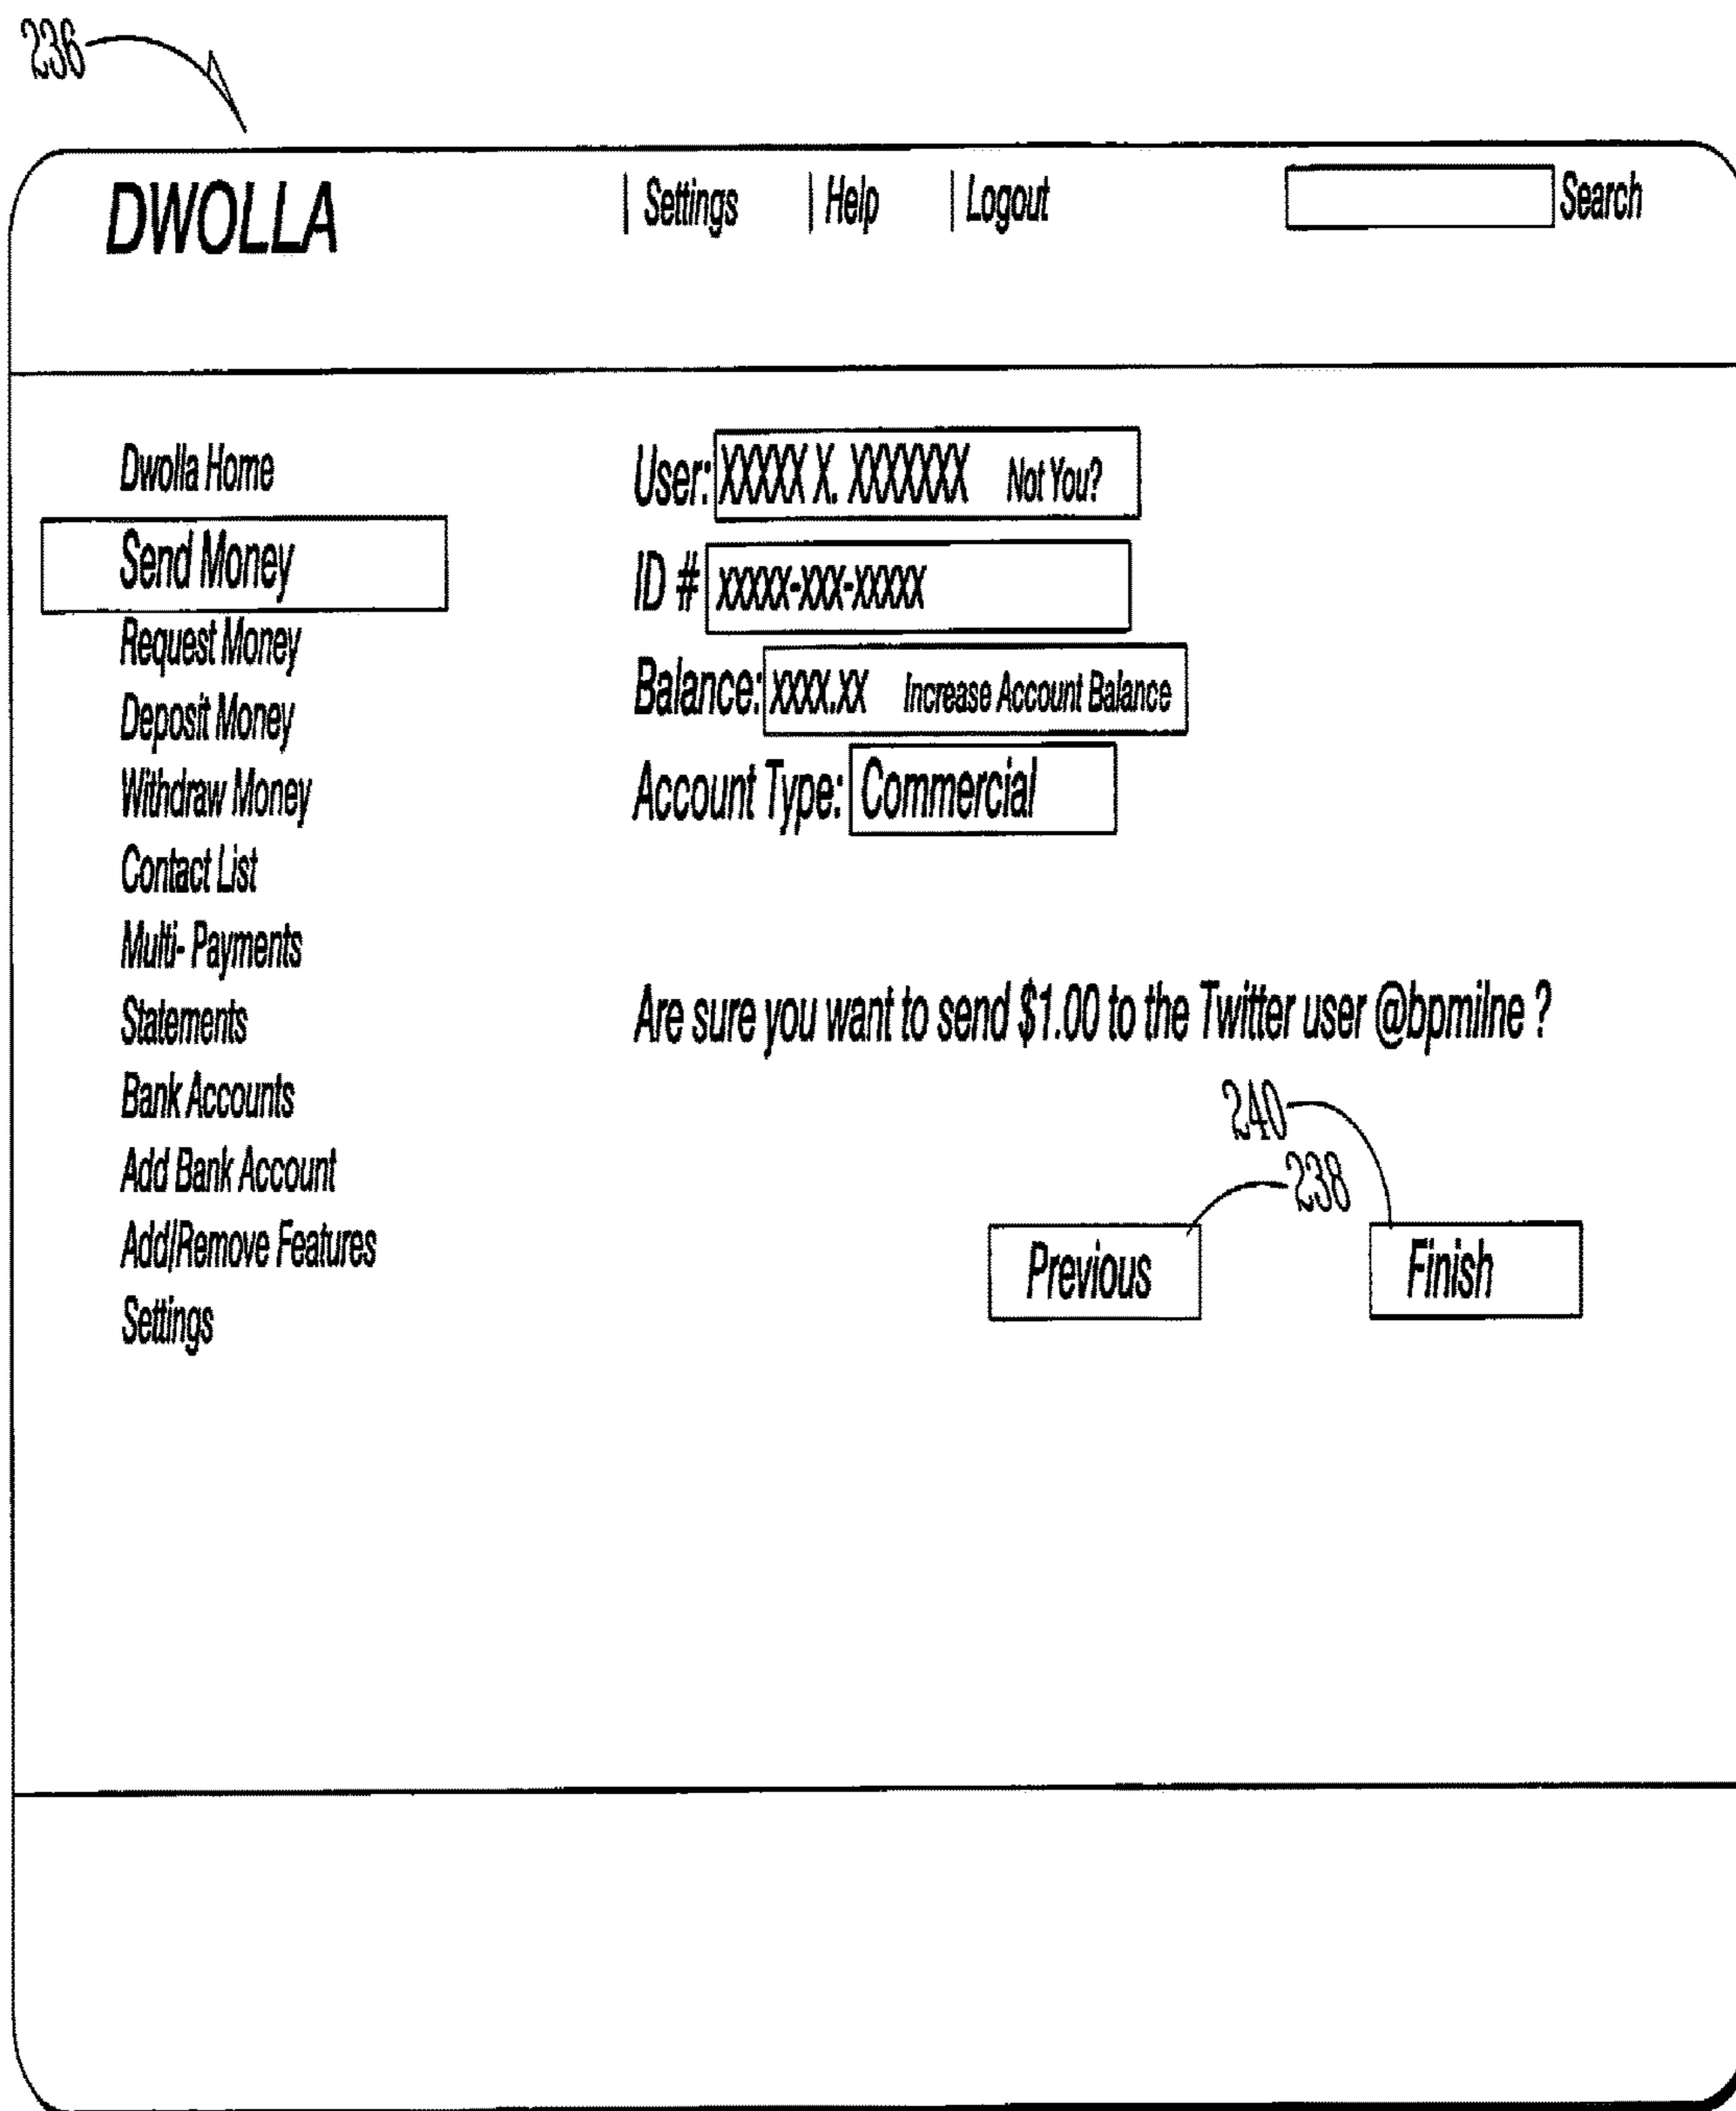 236
DWOLLA | Settings | Help | Logout Search
Dwolla Home
Send Money
Request Money
Deposit Money
Withdraw Money
Contact List
Multi- Payments
Statements
Bank Accounts
Add Bank Account
Add/Remove Features
Settings
User: XXXXX X. XXXXXXX Not You?
ID # xxxxx-xxx-xxxxx
Balance: xxxx.xx Increase Account Balance
Account Type: Commercial
Are sure you want to send $1.00 to the Twitter user @bpmilne ?
240
238
Previous Finish